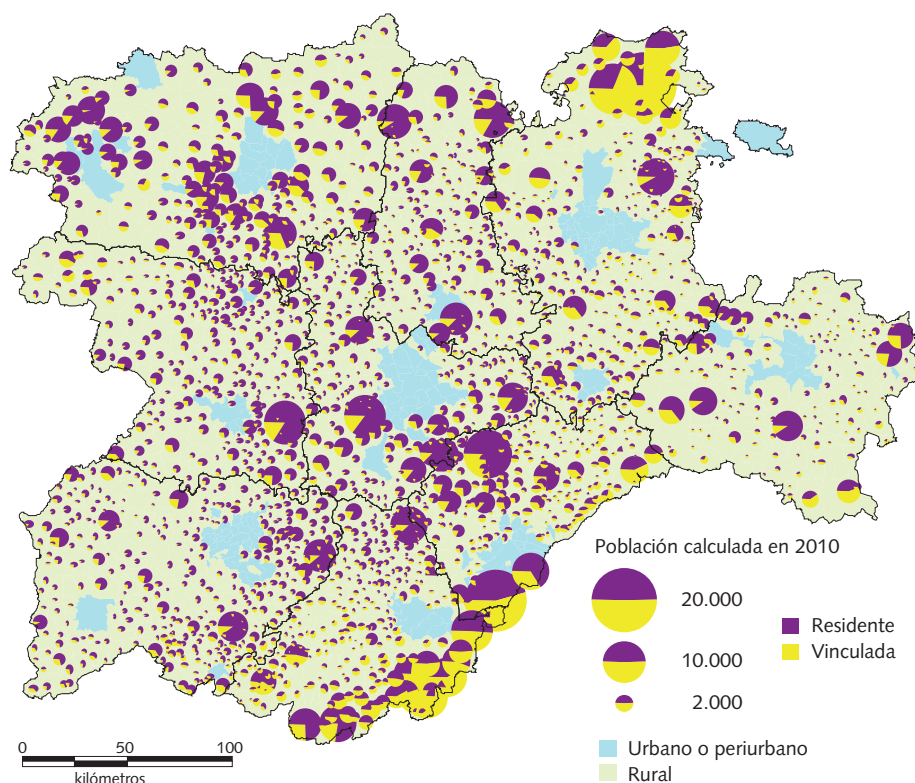 Población calculada en 2010
20.000
10.000
2.000
Residente
Vinculada
Urbano o periurbano
Rural
0 50 100
kilómetros